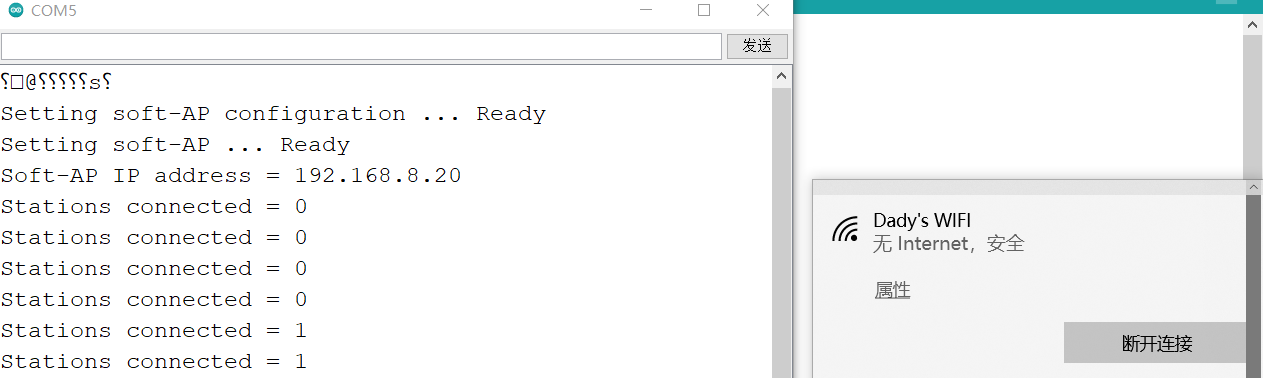 COM5
发送
⸮□@⸮⸮⸮⸮⸮s⸮
Setting soft-AP configuration ... Ready
Setting soft-AP ... Ready
Soft-AP IP address = 192.168.8.20
Stations connected = 0
Stations connected = 0
Stations connected = 0
Stations connected = 0
Stations connected = 1
Stations connected = 1
Dady's WIFI
无 Internet，安全
属性
断开连接